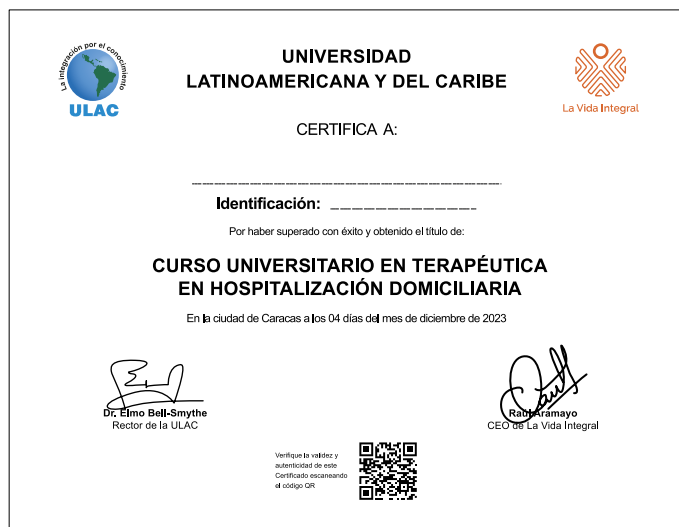 La integración por el conocimiento
ULAC
UNIVERSIDAD
LATINOAMERICANA Y DEL CARIBE
La Vida Integral
CERTIFICA A:
Identificación:
Por haber superado con éxito y obtenido el título de:
CURSO UNIVERSITARIO EN TERAPÉUTICA
EN HOSPITALIZACIÓN DOMICILIARIA
En la ciudad de Caracas a los 04 días del mes de diciembre de 2023
Dr. Elmo Bell-Smythe
Rector de la ULAC
Raúl Aramayo
CEO de La Vida Integral
Verifique la validez y
autenticidad de este
Certificado escaneando
el código QR